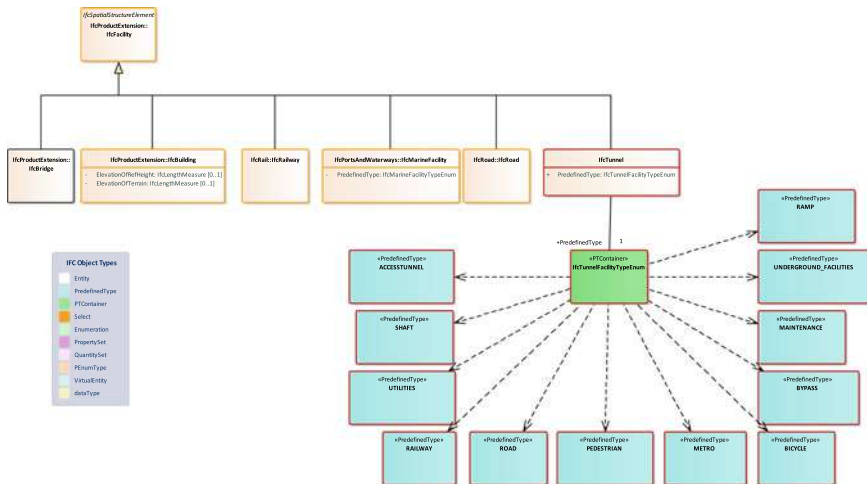 IfcSpatialStructureElement
IfcProductExtension::
IfcFacility
IfcProductExtension::
IfcBridge
IfcProductExtension::IfcBuilding
- ElevationOfRefHeight: IfcLengthMeasure [0..1]
- ElevationOfTerrain: IfcLengthMeasure [0..1]
IfcRail::IfcRailway
IfcPortsAndWaterways::IfcMarineFacility
- PredefinedType: IfcMarineFacilityTypeEnum
IfcRoad::IfcRoad
IfcTunnel
+ PredefinedType: IfcTunnelFacilityTypeEnum
+PredefinedType 1
«PTContainer»
IfcTunnelFacilityTypeEnum
«PredefinedType»
RAMP
«PredefinedType»
ACCESSTUNNEL
«PredefinedType»
UNDERGROUND_FACILITIES
«PredefinedType»
SHAFT
«PredefinedType»
MAINTENANCE
«PredefinedType»
UTILITIES
«PredefinedType»
BYPASS
«PredefinedType»
RAILWAY
«PredefinedType»
ROAD
«PredefinedType»
PEDESTRIAN
«PredefinedType»
METRO
«PredefinedType»
BICYCLE
IFC Object Types
Entity
PredefinedType
PTContainer
Select
Enumeration
PropertySet
QuantitySet
PEnumType
VirtualEntity
dataType